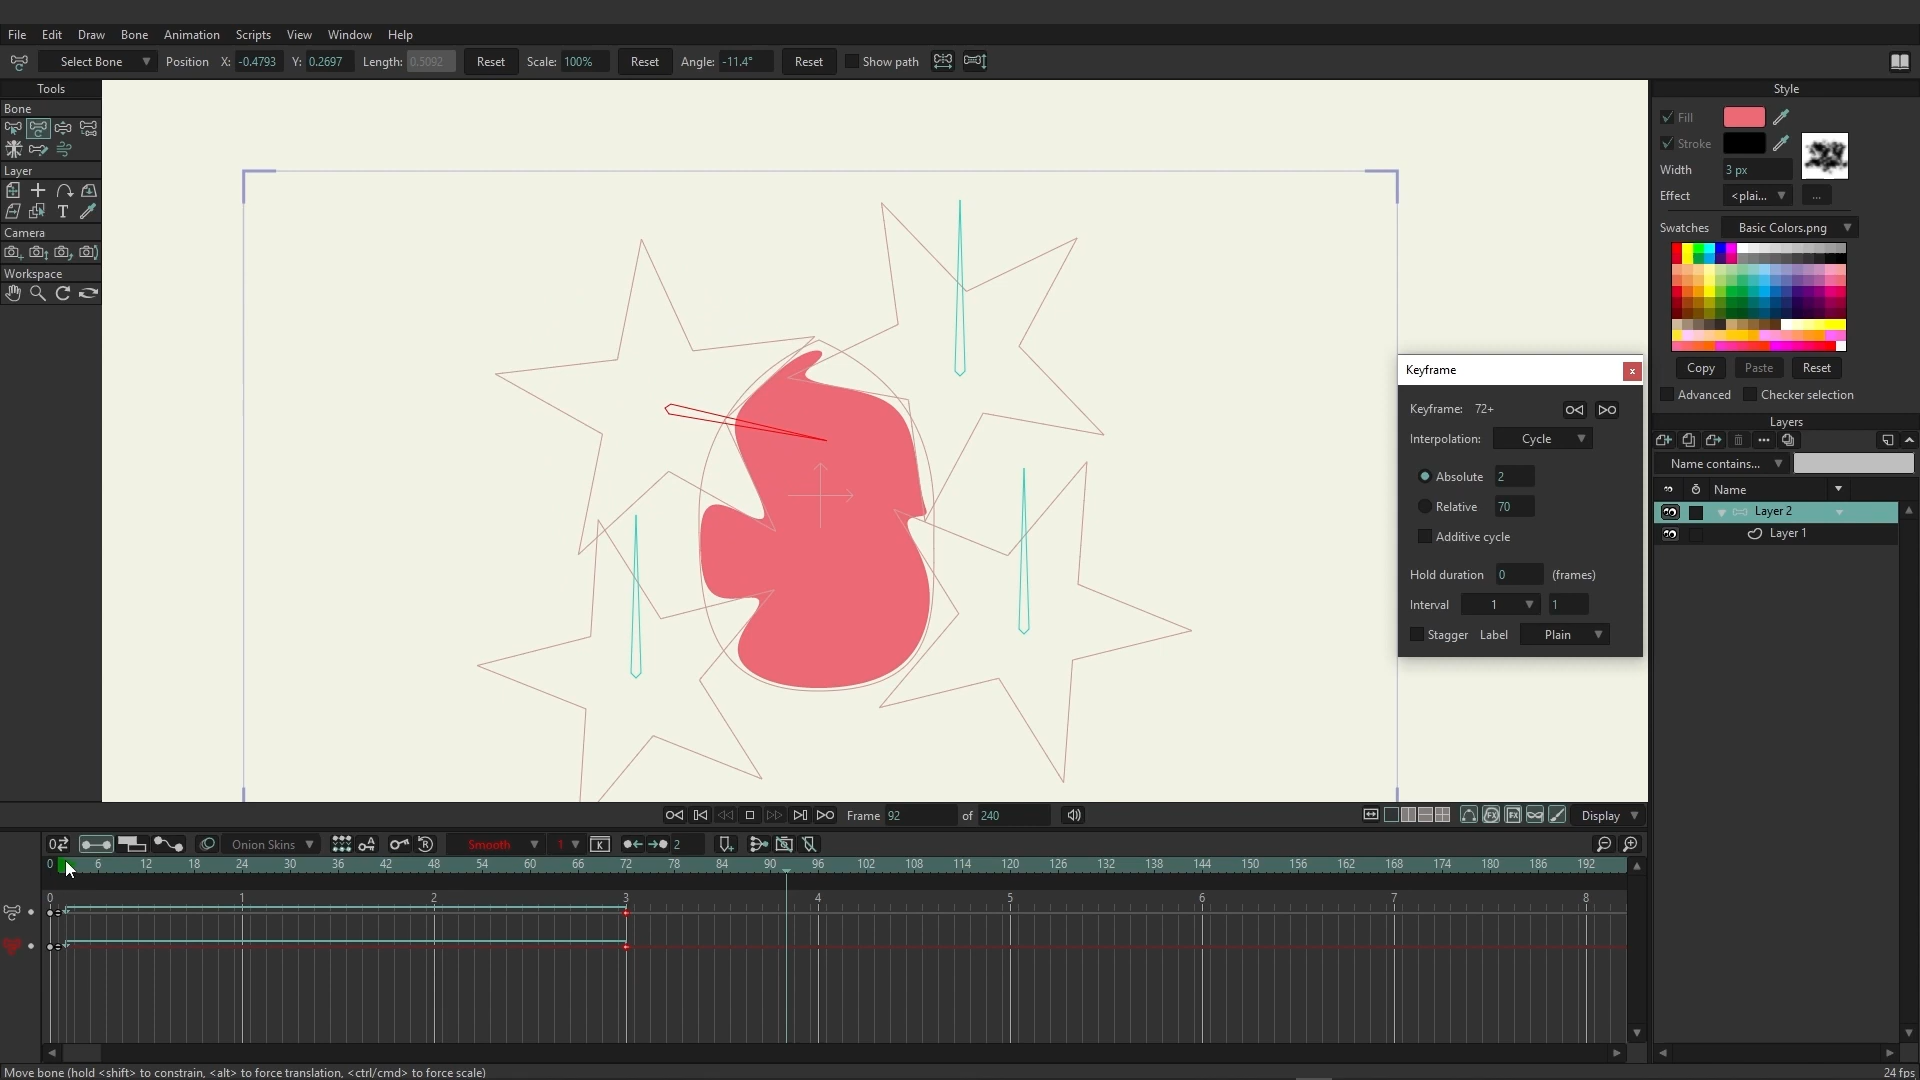 File Edit Draw Bone Animation Scripts View Window Help
Select Bone Position X: -0.4793 Y: 0.2697 Length: 0.5092 Reset Scale: 100% Reset Angle: -11.4° Reset Show path
Tools
Bone
Layer
T
Camera
Workspace
Style
Fill
Stroke
Width 3 px
Effect <plai... ...
Swatches Basic Colors.png
Copy Paste Reset
Advanced Checker selection
Layers
Name contains...
Name
Layer 2
Layer 1
Keyframe x
Keyframe: 72+
Interpolation: Cycle
Absolute 2
Relative 70
Additive cycle
Hold duration 0 (frames)
Interval 1 1
Stagger Label Plain
Frame 92 of 240 Display
Onion Skins Smooth 1 K 2
0 6 12 18 24 30 36 42 48 54 60 66 72 78 84 90 96 102 108 114 120 126 132 138 144 150 156 162 168 174 180 186 192
0 1 2 3 4 5 6 7 8
Move bone (hold <shift> to constrain, <alt> to force translation, <ctrl/cmd> to force scale) 24 fps